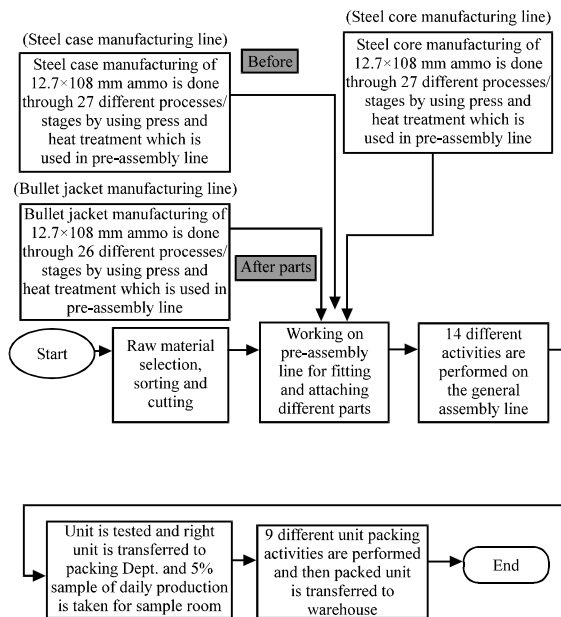 (Steel case manufacturing line)
Steel case manufacturing of
12.7×108 mm ammo is done
through 27 different processes/
stages by using press and
heat treatment which is
used in pre-assembly line
Before
(Steel core manufacturing line)
Steel core manufacturing of
12.7×108 mm ammo is done
through 27 different processes/
stages by using press and
heat treatment which is
used in pre-assembly line
(Bullet jacket manufacturing line)
Bullet jacket manufacturing of
12.7×108 mm ammo is done
through 26 different processes/
stages by using press and
heat treatment which is used in
pre-assembly line
After parts
Start
Raw material
selection,
sorting and
cutting
Working on
pre-assembly
line for fitting
and attaching
different parts
14 different
activities are
performed on
the general
assembly line
Unit is tested and right
unit is transferred to
packing Dept. and 5%
sample of daily production
is taken for sample room
9 different unit packing
activities are performed
and then packed unit
is transferred to
warehouse
End